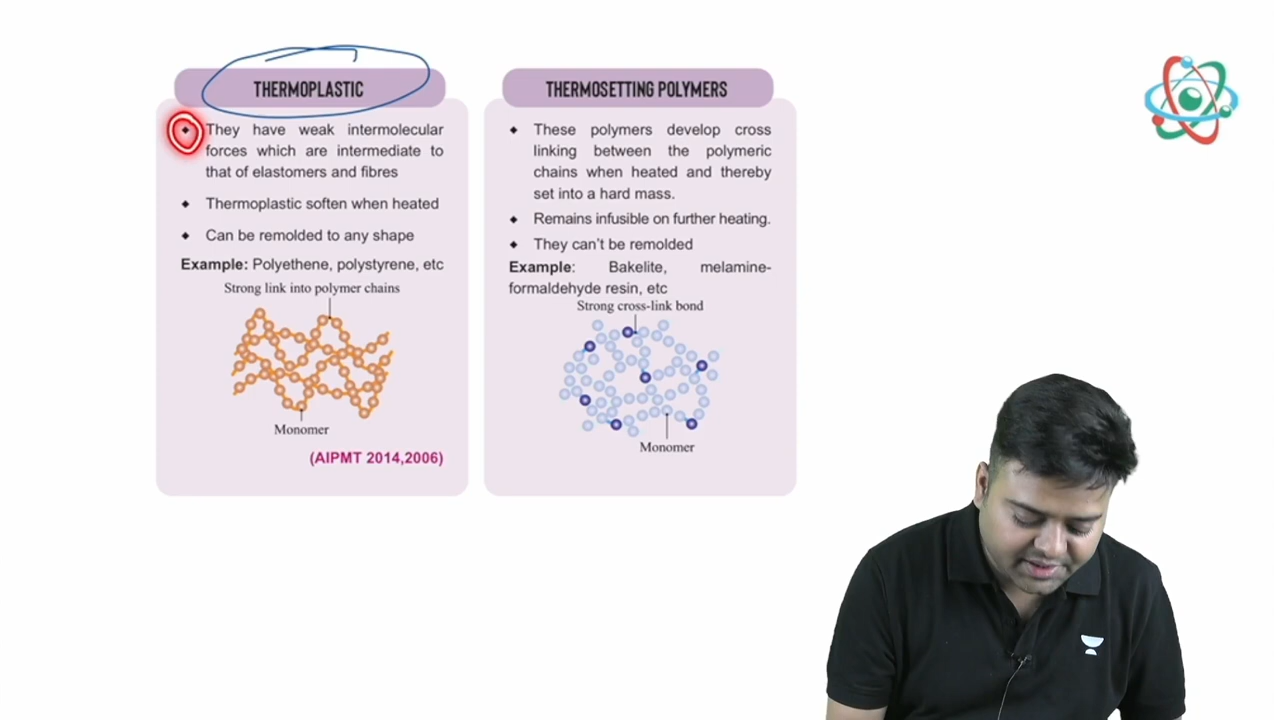 THERMOPLASTIC
They have weak intermolecular
forces which are intermediate to
that of elastomers and fibres
Thermoplastic soften when heated
Can be remolded to any shape
Example: Polyethene, polystyrene, etc
Strong link into polymer chains
Monomer
(AIPMT 2014,2006)
THERMOSETTING POLYMERS
These polymers develop cross
linking between the polymeric
chains when heated and thereby
set into a hard mass.
Remains infusible on further heating.
They can't be remolded
Example: Bakelite, melamine-
formaldehyde resin, etc
Strong cross-link bond
Monomer